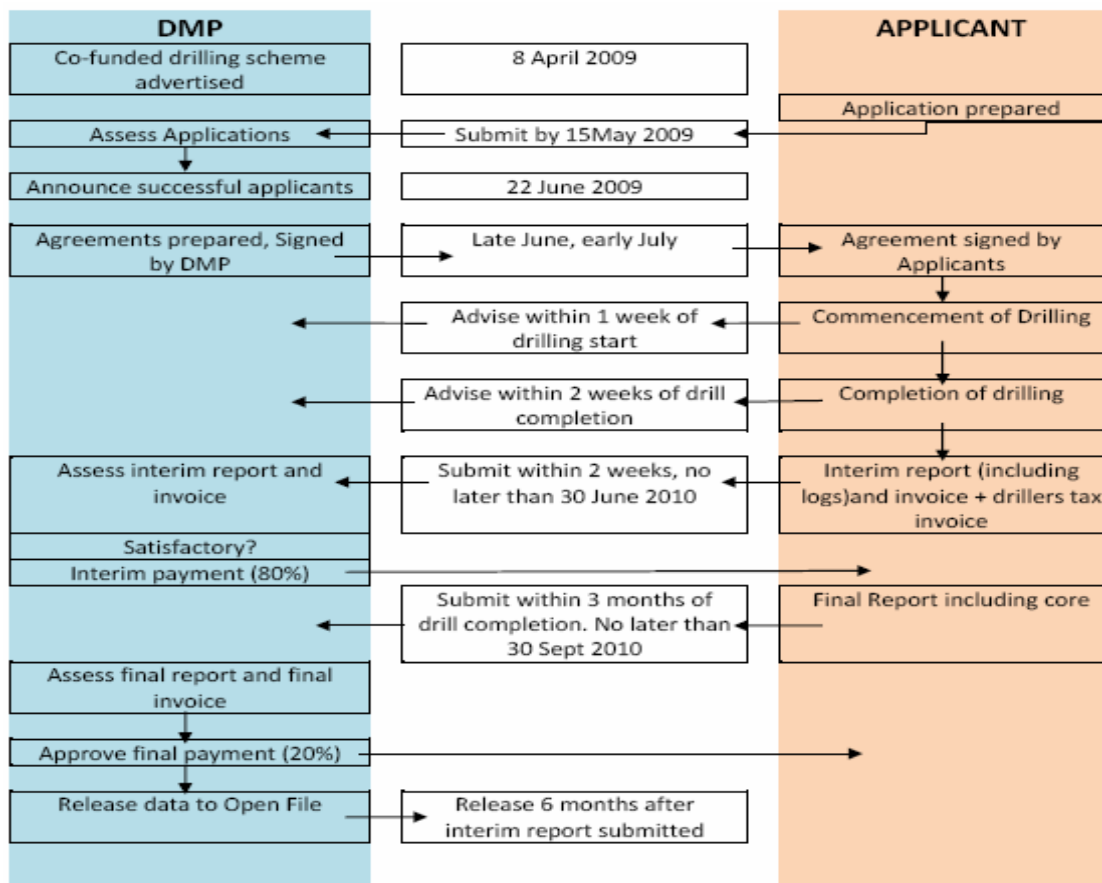 DMP
APPLICANT
Co-funded drilling scheme
advertised
8 April 2009
Application prepared
Assess Applications
Submit by 15May 2009
Announce successful applicants
22 June 2009
Agreements prepared, Signed
by DMP
Late June, early July
Agreement signed by
Applicants
Advise within 1 week of
drilling start
Commencement of Drilling
Advise within 2 weeks of drill
completion
Completion of drilling
Assess interim report and
invoice
Submit within 2 weeks, no
later than 30 June 2010
Interim report (including
logs)and invoice + drillers tax
invoice
Satisfactory?
Interim payment (80%)
Submit within 3 months of
drill completion. No later than
30 Sept 2010
Final Report including core
Assess final report and final
invoice
Approve final payment (20%)
Release data to Open File
Release 6 months after
interim report submitted